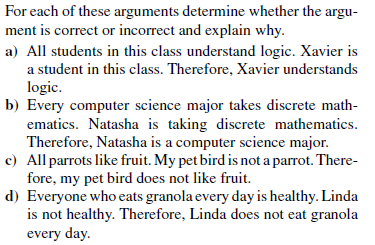 For each of these arguments determine whether the argu-
ment is correct or incorrect and explain why.
a) All students in this class understand logic. Xavier is
a student in this class. Therefore, Xavier understands
logic.
b) Every computer science major takes discrete math-
ematics. Natasha is taking discrete mathematics.
Therefore, Natasha is a computer science major.
c) All parrots like fruit. My pet bird is not a parrot. There-
fore, my pet bird does not like fruit.
d) Everyone who eats granola every day is healthy. Linda
is not healthy. Therefore, Linda does not eat granola
every day.